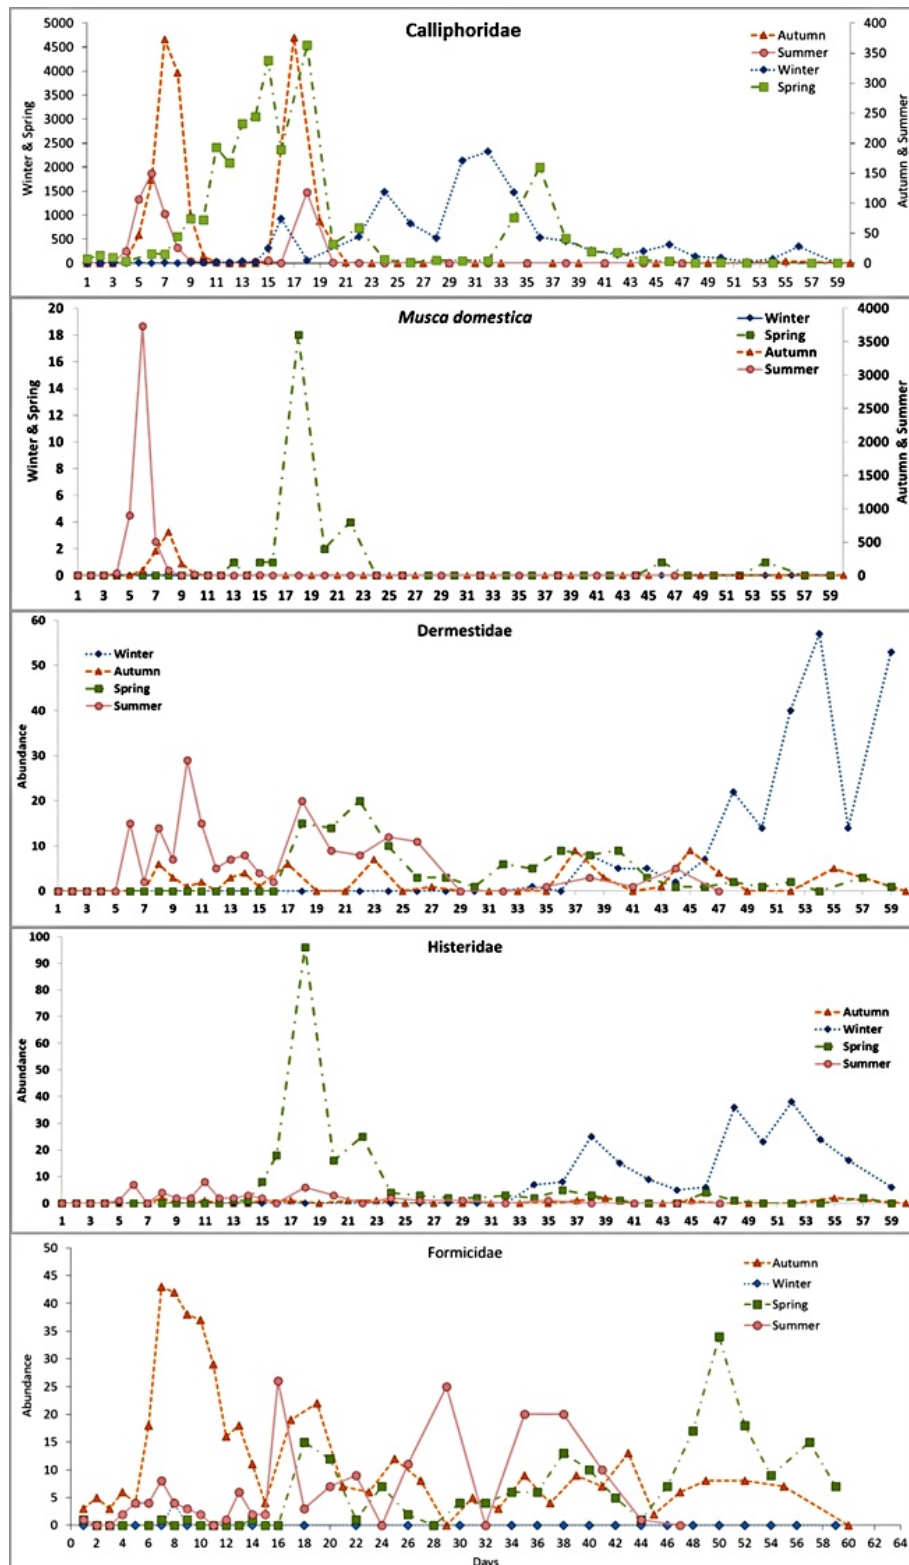 Calliphoridae
5000
4500
4000
3500
3000
2500
2000
1500
1000
500
0
Winter & Spring
400
350
300
250
200
150
100
50
0
Autumn & Summer
Autumn
Summer
Winter
Spring
1 3 5 7 9 11 13 15 17 19 21 23 25 27 29 31 33 35 37 39 41 43 45 47 49 51 53 55 57 59
Musca domestica
20
18
16
14
12
10
8
6
4
2
0
Winter & Spring
4000
3500
3000
2500
2000
1500
1000
500
0
Autumn & Summer
Winter
Spring
Autumn
Summer
1 3 5 7 9 11 13 15 17 19 21 23 25 27 29 31 33 35 37 39 41 43 45 47 49 51 53 55 57 59
Dermestidae
60
50
40
30
20
10
0
Abundance
Winter
Autumn
Spring
Summer
1 3 5 7 9 11 13 15 17 19 21 23 25 27 29 31 33 35 37 39 41 43 45 47 49 51 53 55 57 59
Histeridae
100
90
80
70
60
50
40
30
20
10
0
Abundance
Autumn
Winter
Spring
Summer
1 3 5 7 9 11 13 15 17 19 21 23 25 27 29 31 33 35 37 39 41 43 45 47 49 51 53 55 57 59
Formicidae
50
45
40
35
30
25
20
15
10
5
0
Abundance
Autumn
Winter
Spring
Summer
0 2 4 6 8 10 12 14 16 18 20 22 24 26 28 30 32 34 36 38 40 42 44 46 48 50 52 54 56 58 60 62 64
Days